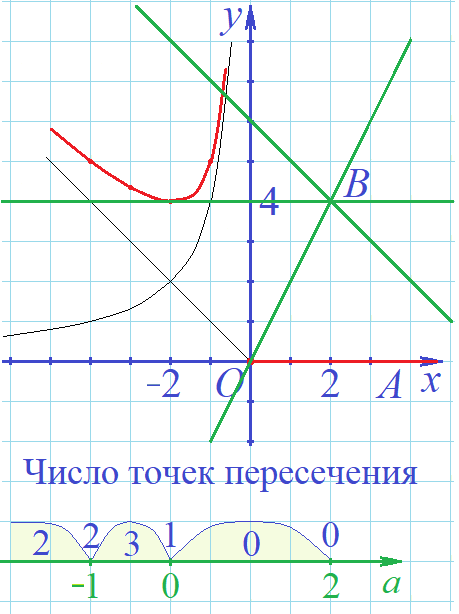 y
4 B
-2 O 2 A x
Число точек пересечения
2 2 3 1 0 0
-1 0 2 a